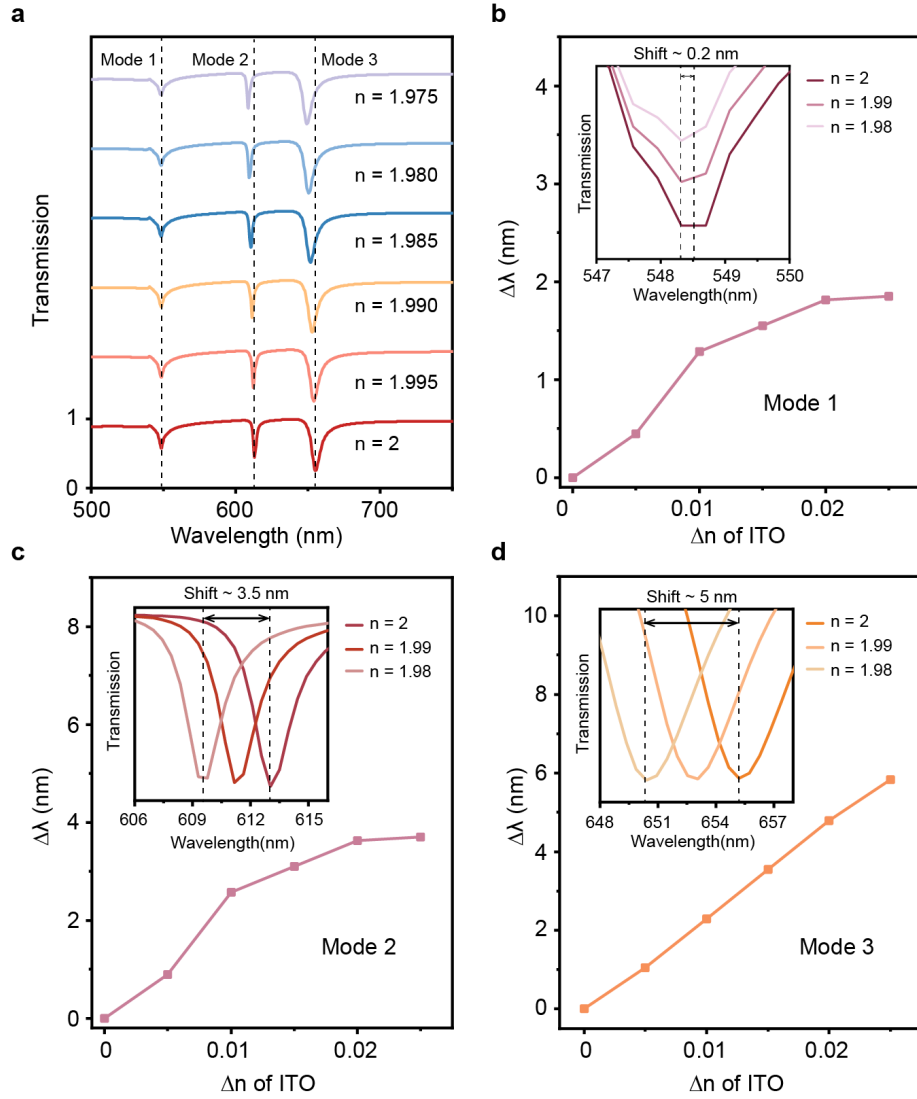 a
Mode 1
Mode 2
Mode 3
n = 1.975
n = 1.980
n = 1.985
n = 1.990
n = 1.995
n = 2
Transmission
1
0
500
600
700
Wavelength (nm)
b
Shift ~ 0.2 nm
n = 2
n = 1.99
n = 1.98
Transmission
547
548
549
550
Wavelength(nm)
Δλ (nm)
4
3
2
1
0
Mode 1
0
0.01
0.02
Δn of ITO
c
Shift ~ 3.5 nm
n = 2
n = 1.99
n = 1.98
Transmission
606
609
612
615
Wavelength(nm)
Δλ (nm)
8
6
4
2
0
Mode 2
0
0.01
0.02
Δn of ITO
d
Shift ~ 5 nm
n = 2
n = 1.99
n = 1.98
Transmission
648
651
654
657
Wavelength(nm)
Δλ (nm)
10
8
6
4
2
0
Mode 3
0
0.01
0.02
Δn of ITO